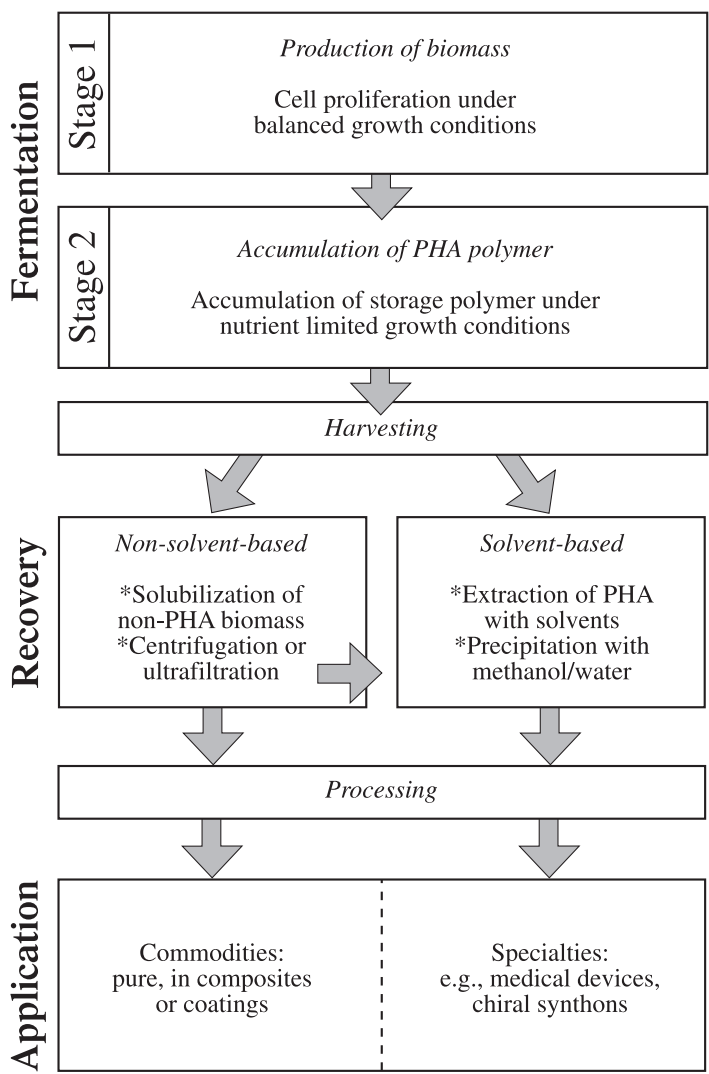 Fermentation
Stage 1
Production of biomass
Cell proliferation under
balanced growth conditions
Stage 2
Accumulation of PHA polymer
Accumulation of storage polymer under
nutrient limited growth conditions
Harvesting
Recovery
Non-solvent-based
*Solubilization of
non-PHA biomass
*Centrifugation or
ultrafiltration
Solvent-based
*Extraction of PHA
with solvents
*Precipitation with
methanol/water
Processing
Application
Commodities:
pure, in composites
or coatings
Specialties:
e.g., medical devices,
chiral synthons